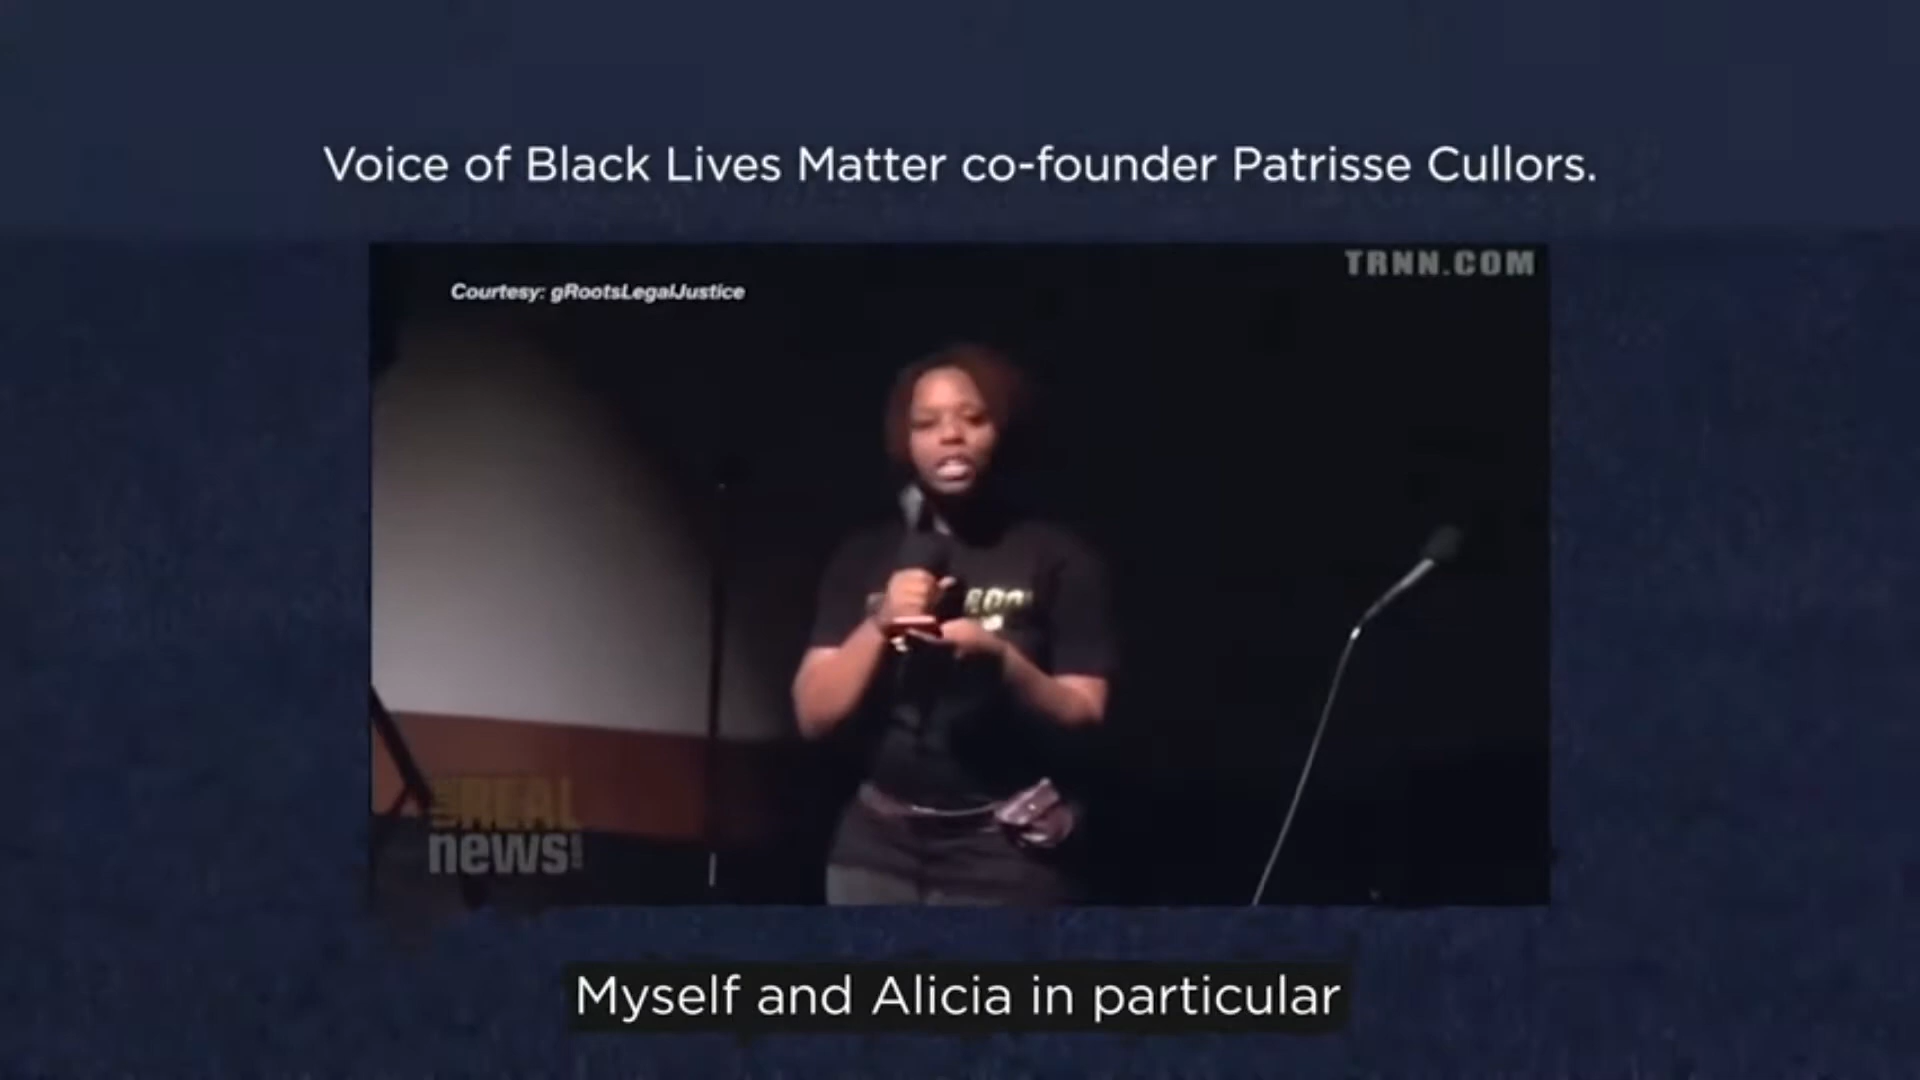 Voice of Black Lives Matter co-founder Patrisse Cullors.
TRNN.COM
Courtesy: gRootsLegalJustice
REAL
news
Myself and Alicia in particular